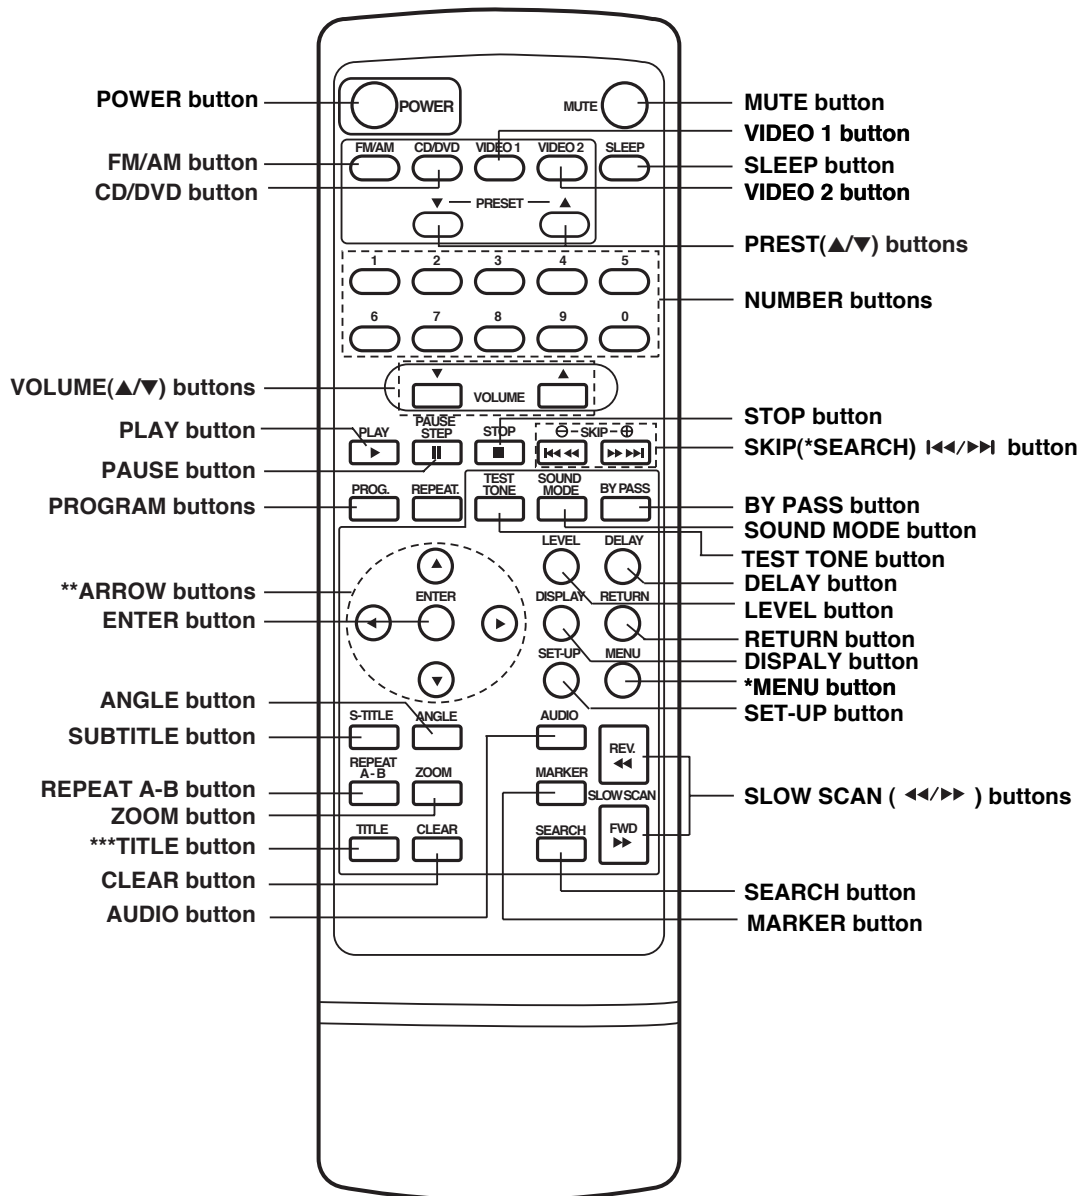 POWER button
FM/AM button
CD/DVD button
VOLUME(▲/▼) buttons
PLAY button
PAUSE button
PROGRAM buttons
**ARROW buttons
ENTER button
ANGLE button
SUBTITLE button
REPEAT A-B button
ZOOM button
***TITLE button
CLEAR button
AUDIO button
POWER
MUTE
FM/AM CD/DVD VIDEO 1 VIDEO 2 SLEEP
▼ PRESET ▲
1 2 3 4 5
6 7 8 9 0
▼ VOLUME ▲
PLAY
PAUSE
STEP
STOP
⊖ - SKIP - ⊕
PROG.
REPEAT.
TEST
TONE
SOUND
MODE
BY PASS
LEVEL DELAY
ENTER
DISPLAY RETURN
SET-UP MENU
S-TITLE ANGLE
AUDIO
REV.
REPEAT
A - B
ZOOM
MARKER
SLOW SCAN
TITLE CLEAR
SEARCH
FWD
MUTE button
VIDEO 1 button
SLEEP button
VIDEO 2 button
PREST(▲/▼) buttons
NUMBER buttons
STOP button
SKIP(*SEARCH) I◄◄/►►I button
BY PASS button
SOUND MODE button
TEST TONE button
DELAY button
LEVEL button
RETURN button
DISPALY button
*MENU button
SET-UP button
SLOW SCAN ( ◄◄/►► ) buttons
SEARCH button
MARKER button